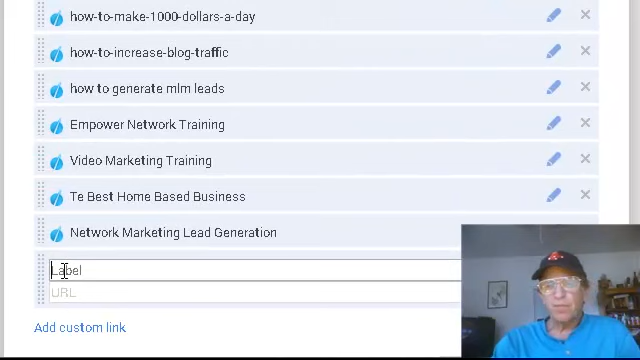 how-to-make-1000-dollars-a-day
how-to-increase-blog-traffic
how to generate mlm leads
Empower Network Training
Video Marketing Training
Te Best Home Based Business
Network Marketing Lead Generation
Label
URL
Add custom link